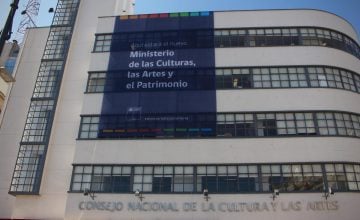 Ministerio
de las Culturas,
las Artes y
el Patrimonio
CONSEJO NACIONAL DE LA CULTURA Y LAS ARTES